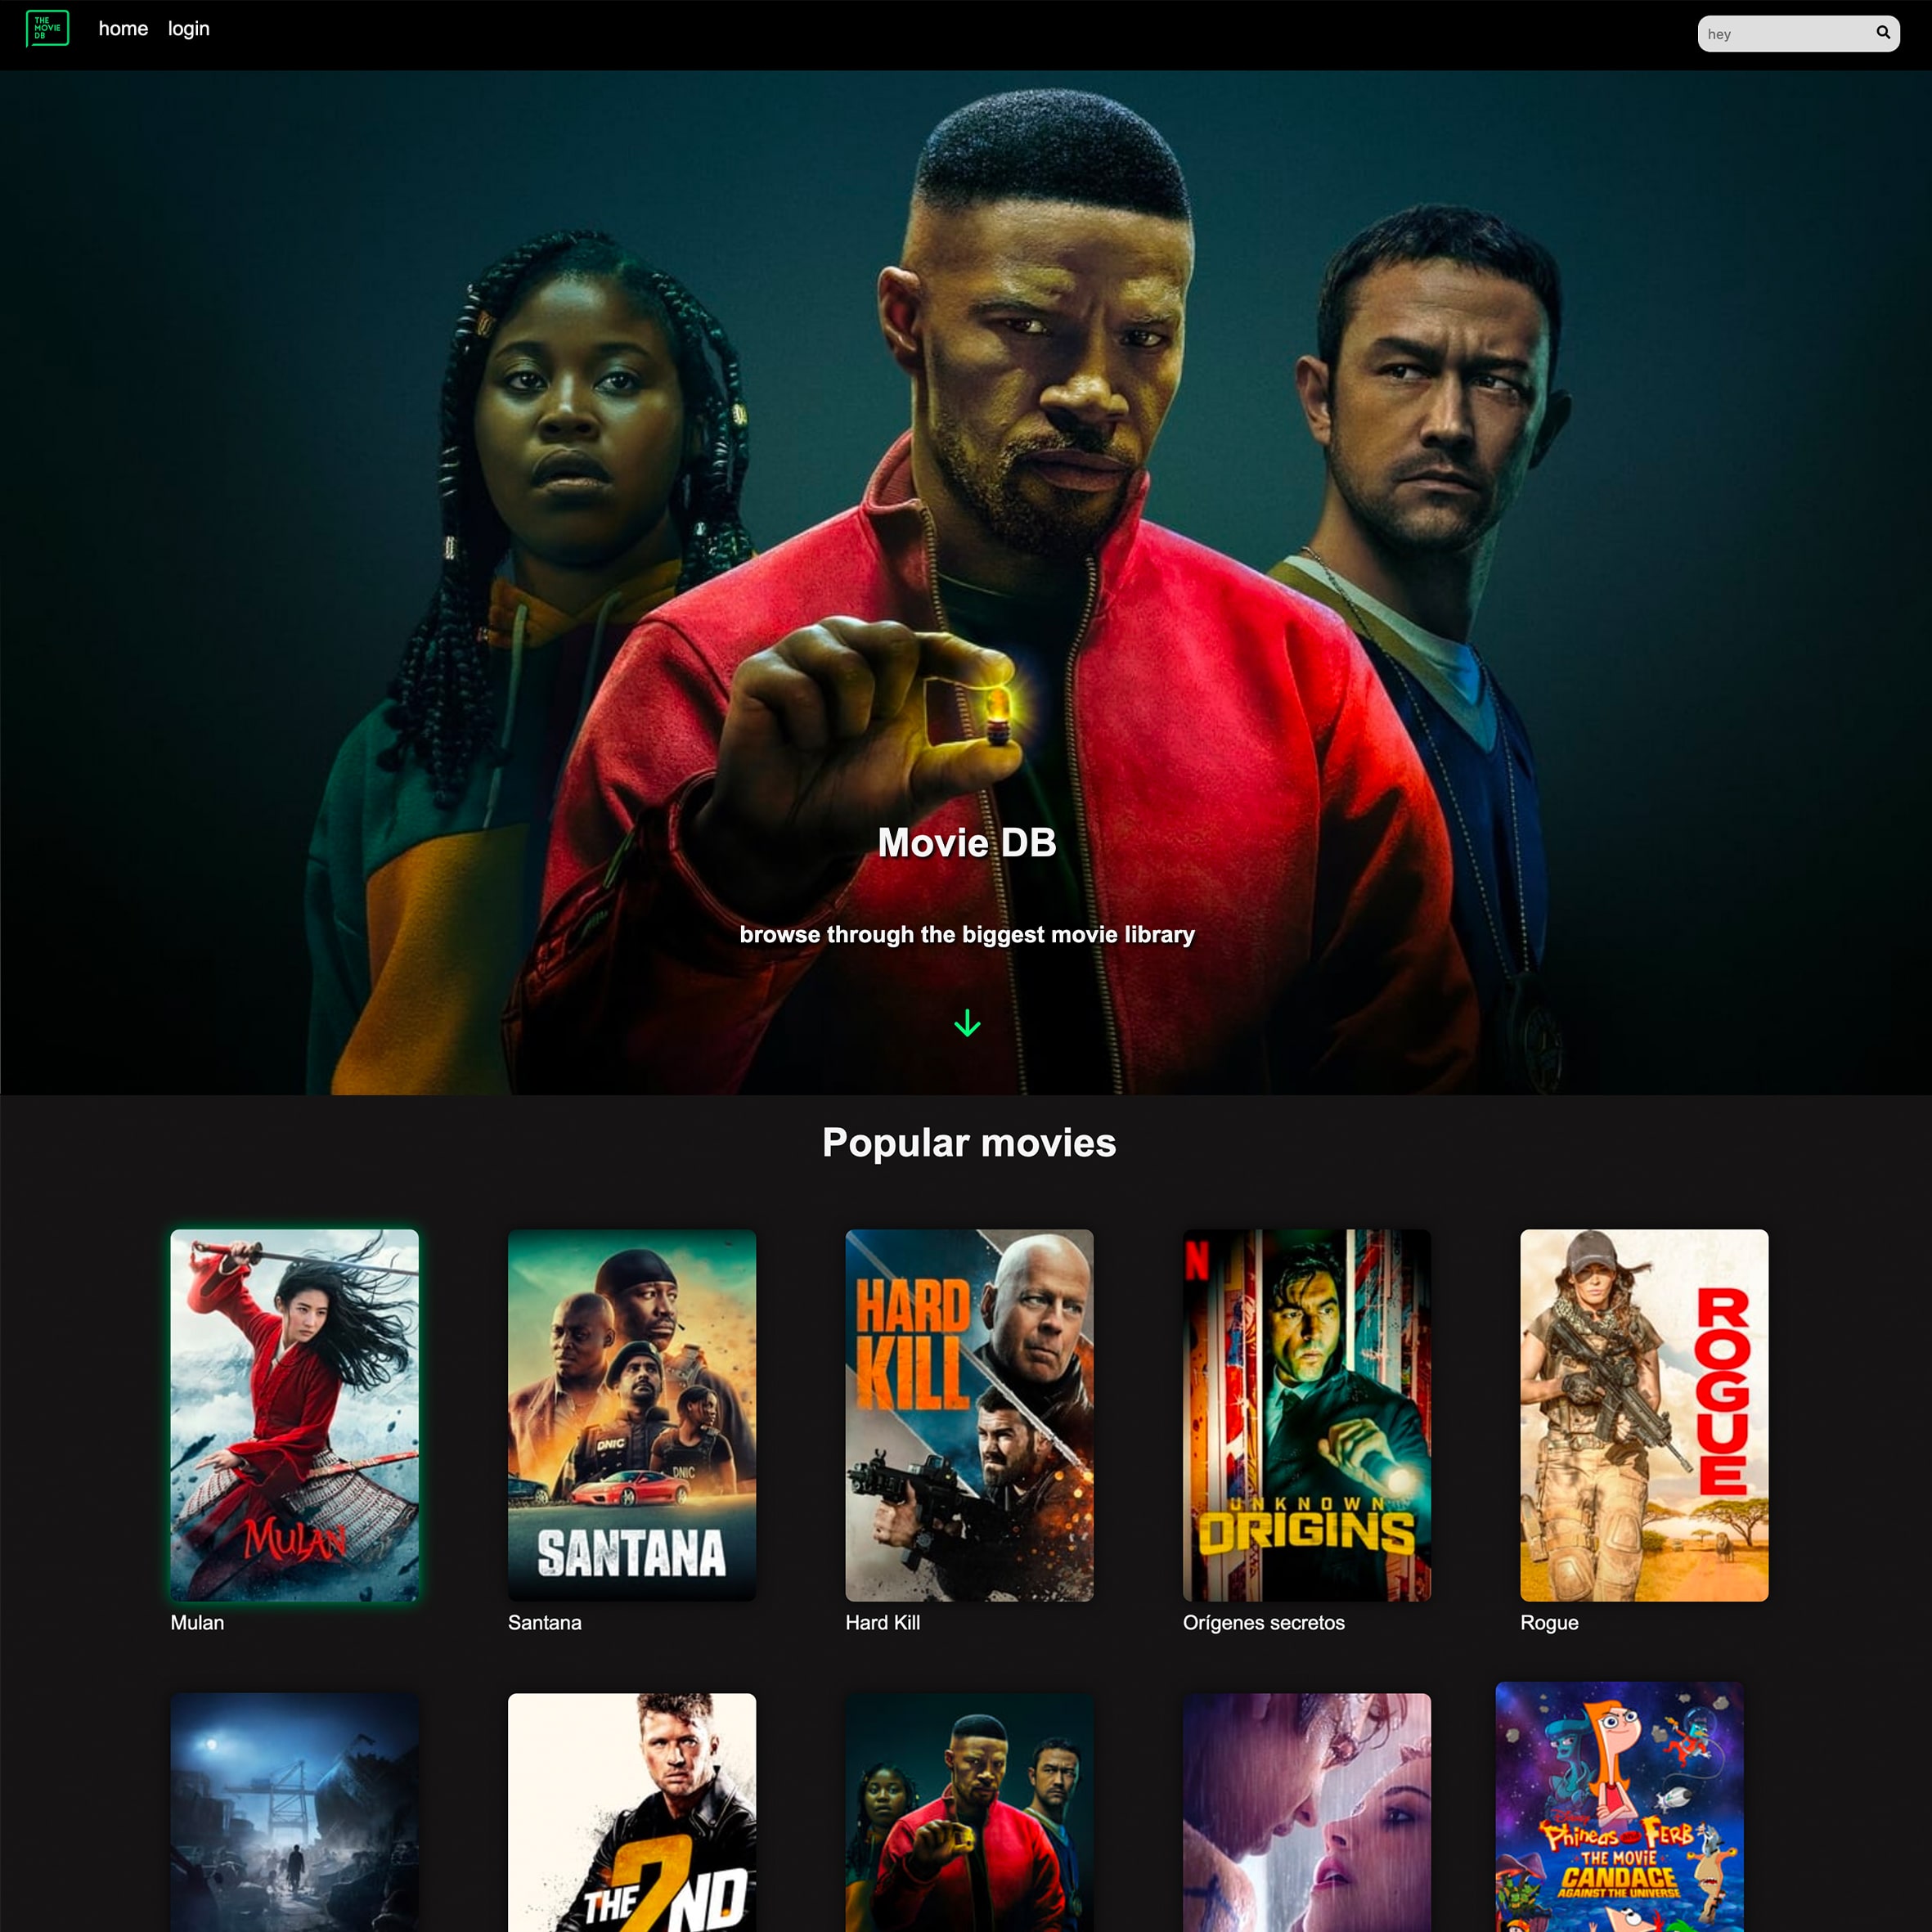 THE
MOVIE
DB
home login
hey
Movie DB
browse through the biggest movie library
Popular movies
MULAN
DNIC
DNIC
SANTANA
HARD
KILL
N
UNKNOWN
ORIGINS
ROGUE
Mulan
Santana
Hard Kill
Orígenes secretos
Rogue
THE 2ND
Disney
Phineas and FERB
THE MOVIE
CANDACE
AGAINST THE UNIVERSE